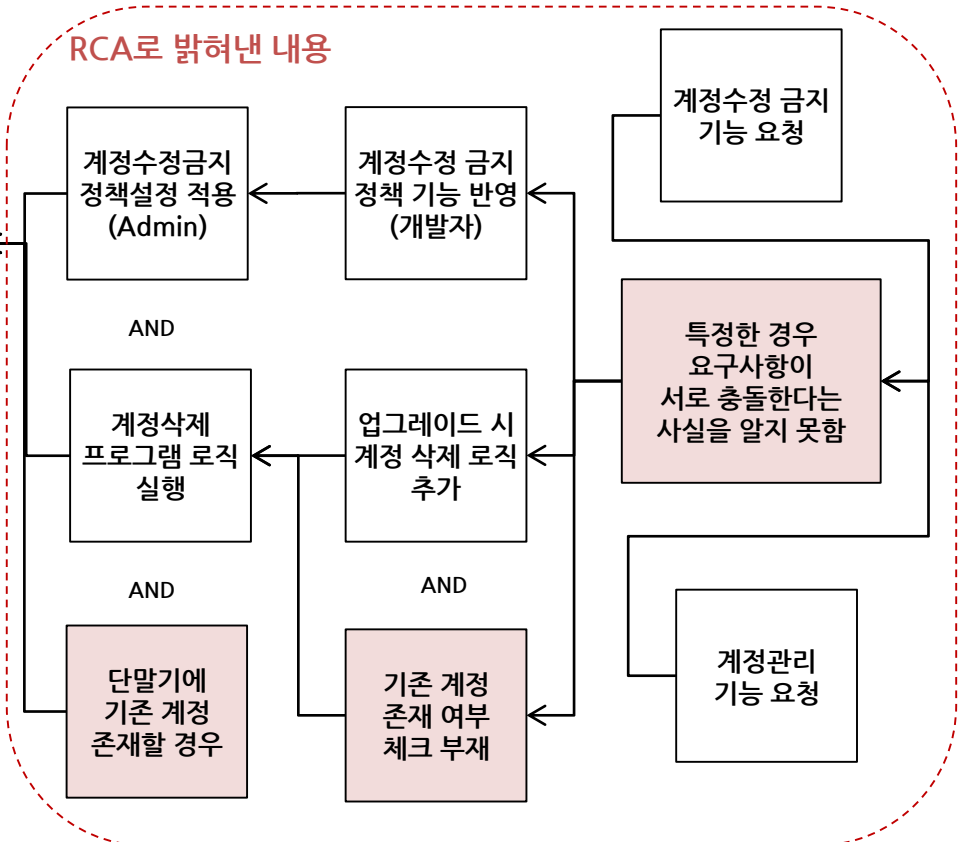 RCA로 밝혀낸 내용
계정수정 금지
기능 요청
계정수정금지
정책설정 적용
(Admin)
계정수정 금지
정책 기능 반영
(개발자)
특정한 경우
요구사항이
서로 충돌한다는
사실을 알지 못함
AND
계정삭제
프로그램 로직
실행
업그레이드 시
계정 삭제 로직
추가
AND
AND
단말기에
기존 계정
존재할 경우
기존 계정
존재 여부
체크 부재
계정관리
기능 요청